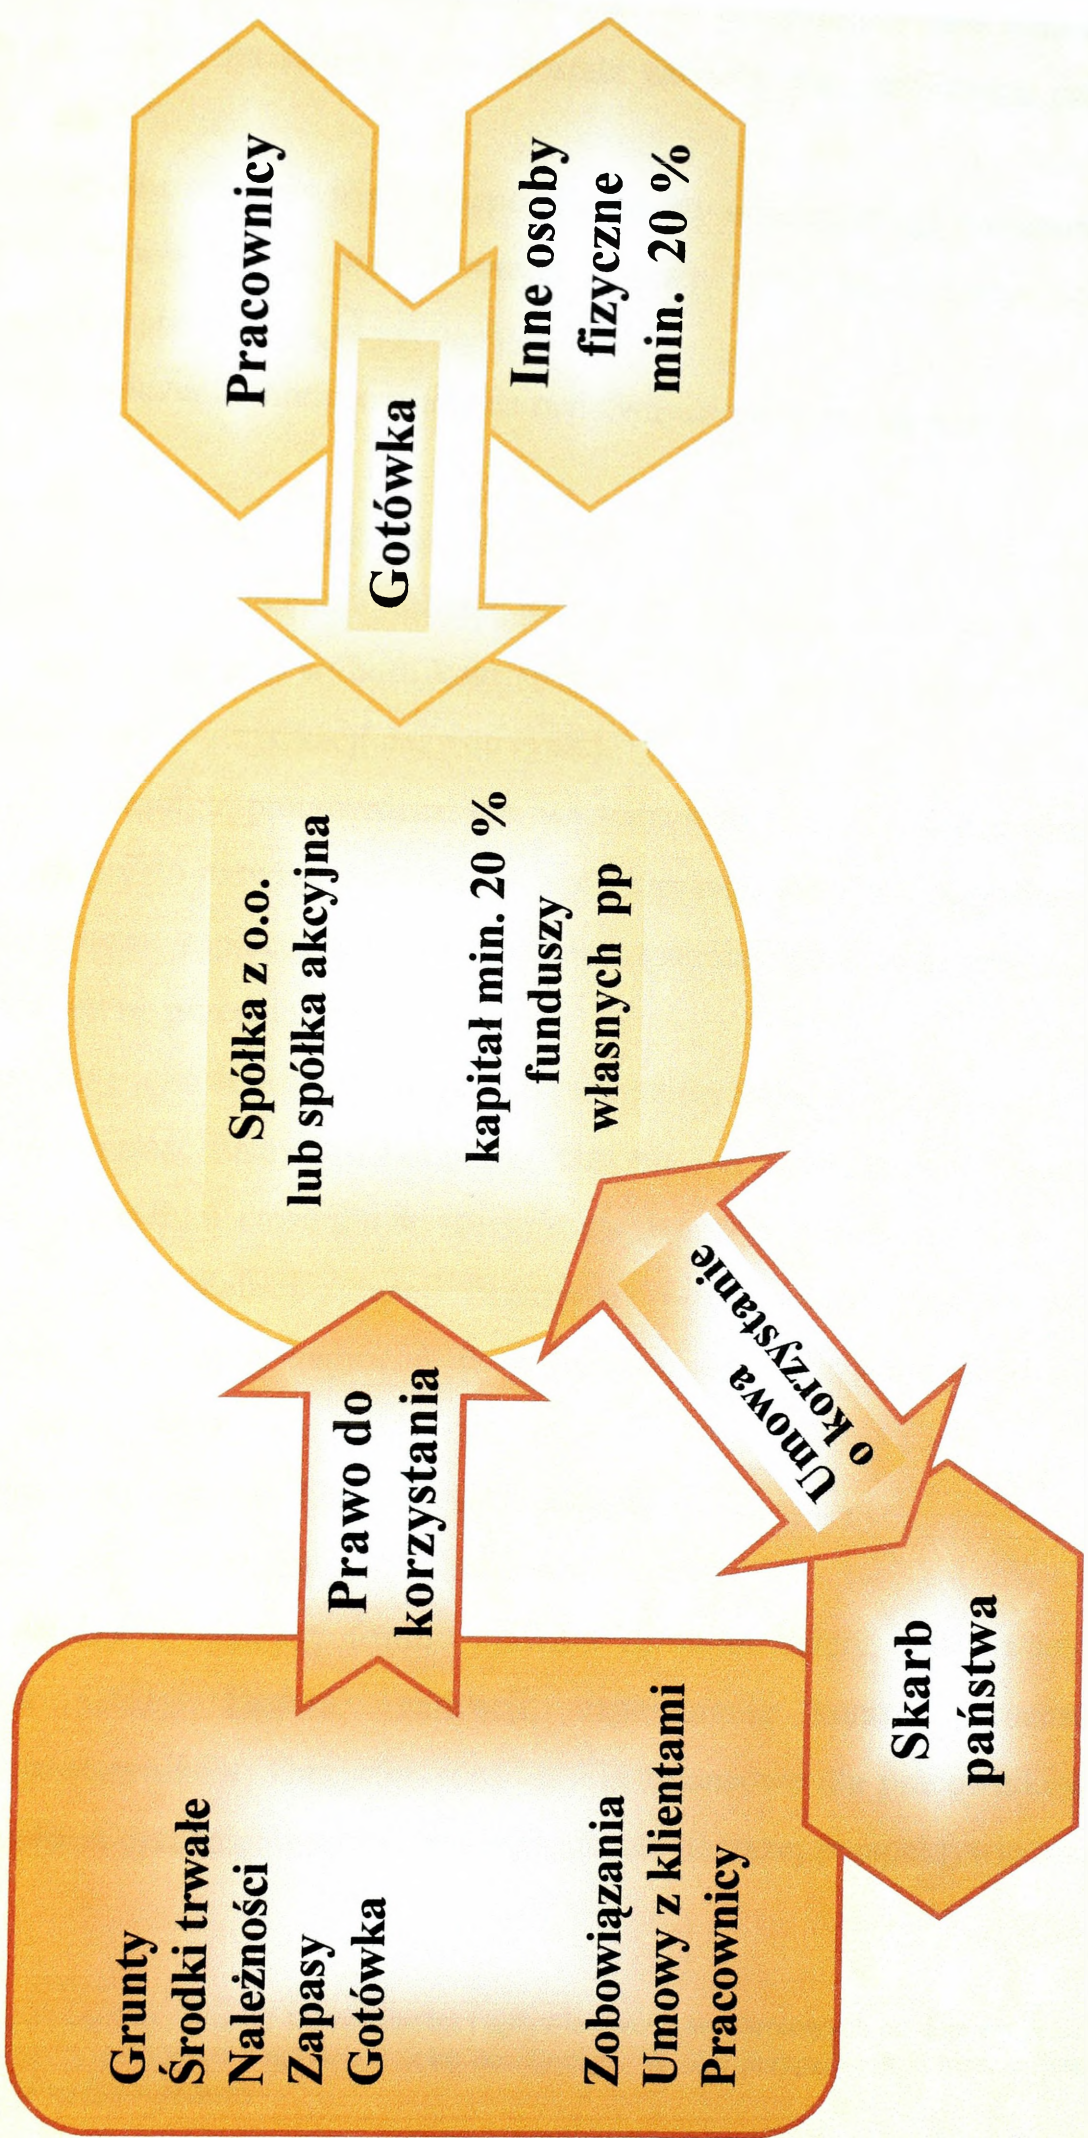 Grunty
Środki trwałe
Należności
Zapasy
Gotówka
Zobowiązania
Umowy z klientami
Pracownicy
Prawo do
korzystania
Skarb
państwa
Umowa
o korzystanie
Spółka z o.o.
lub spółka akcyjna
kapitał min. 20 %
funduszy
własnych pp
Gotówka
Pracownicy
Inne osoby
fizyczne
min. 20 %